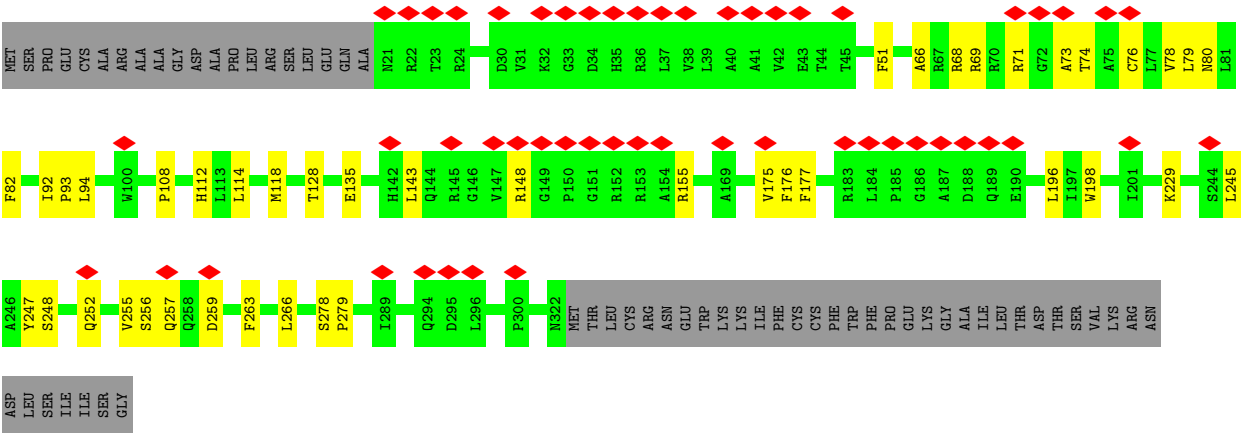 MET SER PRO GLU CYS ALA ARG ALA ALA GLY ASP ALA PRO LEU ARG SER LEU GLU GLN ALA N21 R22 T23 R24 D30 V31 K32 G33 D34 H35 R36 L37 V38 L39 A40 A41 V42 E43 T44 T45 F51 A66 R67 R68 R69 R70 R71 G72 A73 T74 A75 C76 L77 V78 L79 N80 L81
F82 I92 P93 L94 W100 P108 H112 L113 L114 M118 T128 E135 H142 L143 Q144 R145 G146 V147 R148 G149 P150 G151 R152 R153 A154 R155 A169 V175 F176 F177 R183 L184 P185 G186 A187 D188 Q189 E190 L196 I197 W198 I201 K229 S244 L245
A246 Y247 S248 Q252 V255 S256 Q257 Q258 D259 F263 L266 S278 P279 I289 Q294 D295 L296 P300 N322 MET THR LEU CYS ARG ASN GLU TRP LYS LYS ILE PHE CYS CYS PHE TRP PHE PRO GLU LYS GLY ALA ILE LEU THR ASP THR SER VAL LYS ARG ASN
ASP LEU SER ILE ILE SER GLY